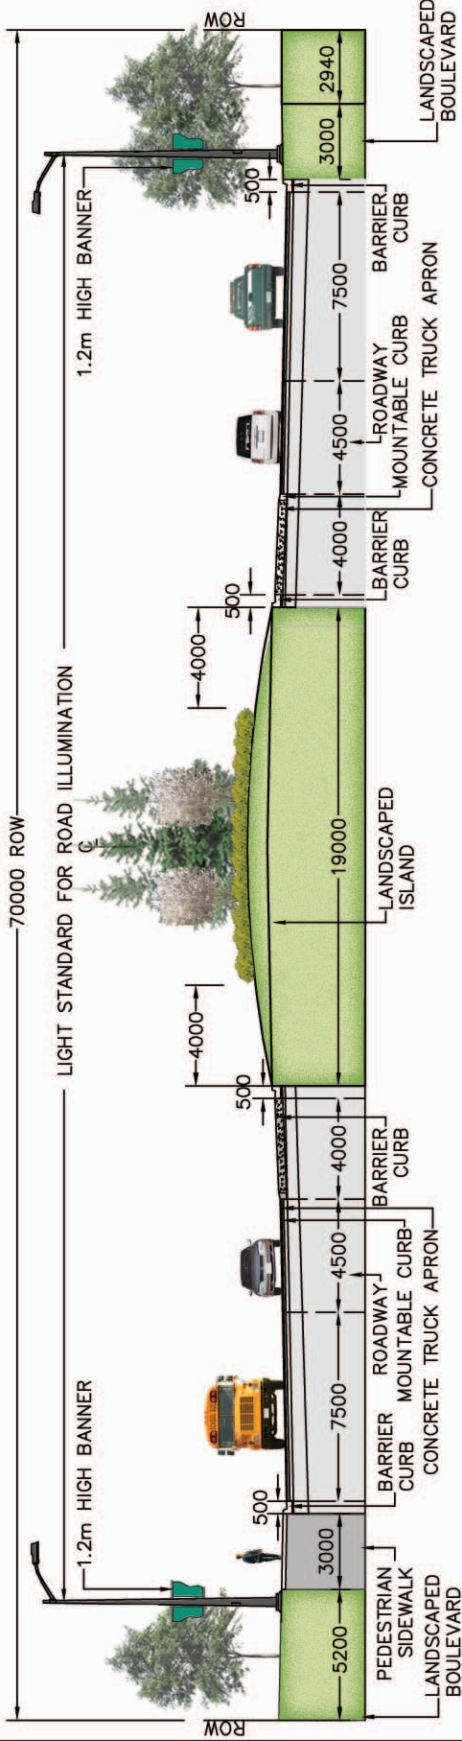 70000 ROW
LIGHT STANDARD FOR ROAD ILLUMINATION
1.2m HIGH BANNER
1.2m HIGH BANNER
ROW
ROW
℄
4000
4000
500
500
500
500
5200
3000
7500
4500
4000
19000
4000
4500
7500
3000
2940
LANDSCAPED
BOULEVARD
PEDESTRIAN
SIDEWALK
BARRIER
CURB
ROADWAY
MOUNTABLE CURB
CONCRETE TRUCK APRON
BARRIER
CURB
LANDSCAPED
ISLAND
BARRIER
CURB
ROADWAY
MOUNTABLE CURB
CONCRETE TRUCK APRON
BARRIER
CURB
LANDSCAPED
BOULEVARD